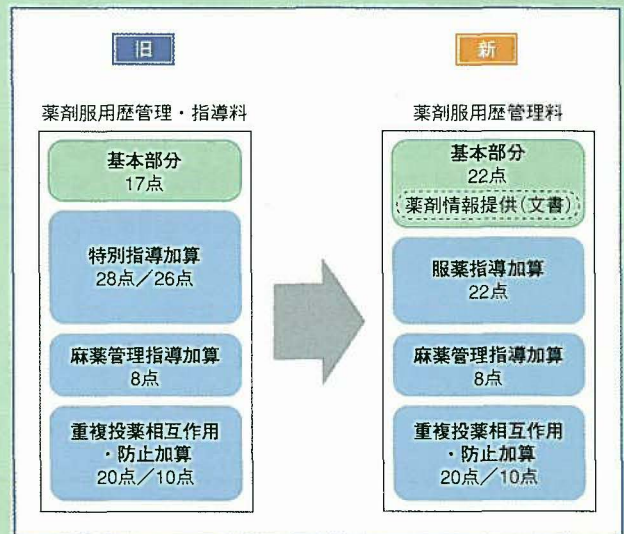 旧
薬剤服用歴管理・指導料
基本部分
17点
特別指導加算
28点／26点
麻薬管理指導加算
8点
重複投薬相互作用
・防止加算
20点／10点
新
薬剤服用歴管理料
基本部分
22点
薬剤情報提供（文書）
服薬指導加算
22点
麻薬管理指導加算
8点
重複投薬相互作用
・防止加算
20点／10点